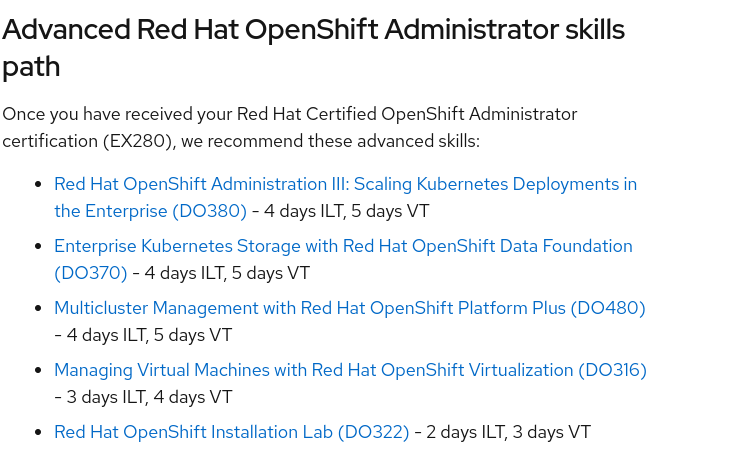 Advanced Red Hat OpenShift Administrator skills
path
Once you have received your Red Hat Certified OpenShift Administrator
certification (EX280), we recommend these advanced skills:
• Red Hat OpenShift Administration III: Scaling Kubernetes Deployments in
the Enterprise (DO380) - 4 days ILT, 5 days VT
• Enterprise Kubernetes Storage with Red Hat OpenShift Data Foundation
(DO370) - 4 days ILT, 5 days VT
• Multicluster Management with Red Hat OpenShift Platform Plus (DO480)
- 4 days ILT, 5 days VT
• Managing Virtual Machines with Red Hat OpenShift Virtualization (DO316)
- 3 days ILT, 4 days VT
• Red Hat OpenShift Installation Lab (DO322) - 2 days ILT, 3 days VT